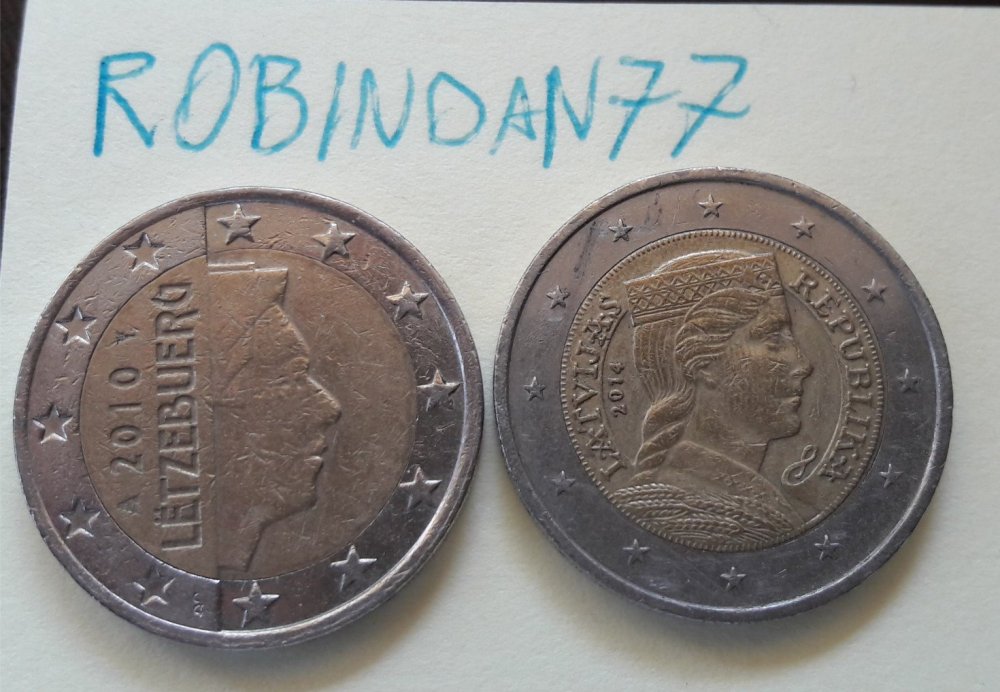 ROBINDAN77
A 2010
LËTZEBUERG
LATVIJAS REPUBLIKA
2014